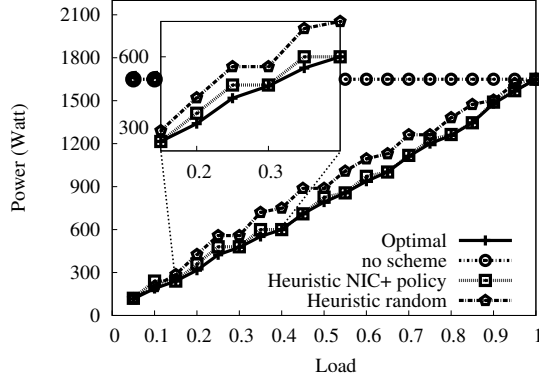 2100
1800
1500
1200
900
600
300
0
Power (Watt)
600
300
0.2
0.3
Optimal
no scheme
Heuristic NIC+ policy
Heuristic random
0 0.1 0.2 0.3 0.4 0.5 0.6 0.7 0.8 0.9 1
Load